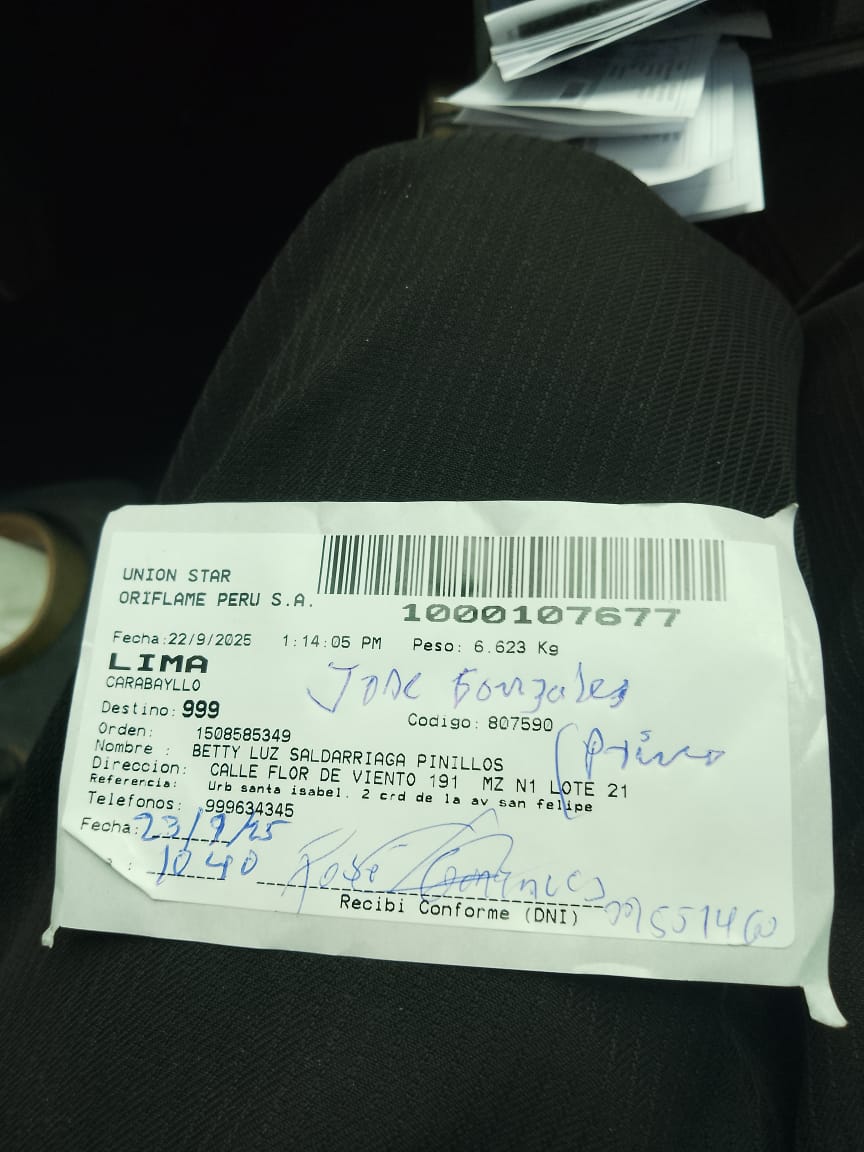 UNION STAR
ORIFLAME PERU S.A.
1000107677
Fecha:22/9/2025 1:14:05 PM Peso: 6.623 Kg
LIMA
CARABAYLLO
Jose Gonzales
Destino: 999
Codigo: 807590
Orden: 1508585349
(Primo
Nombre : BETTY LUZ SALDARRIAGA PINILLOS
Direccion: CALLE FLOR DE VIENTO 191 MZ N1 LOTE 21
Referencia: Urb santa isabel. 2 crd de la av san felipe
Telefonos: 999634345
Fecha: 23/9/25
: 10 40 José Gonzales
Recibi Conforme (DNI)